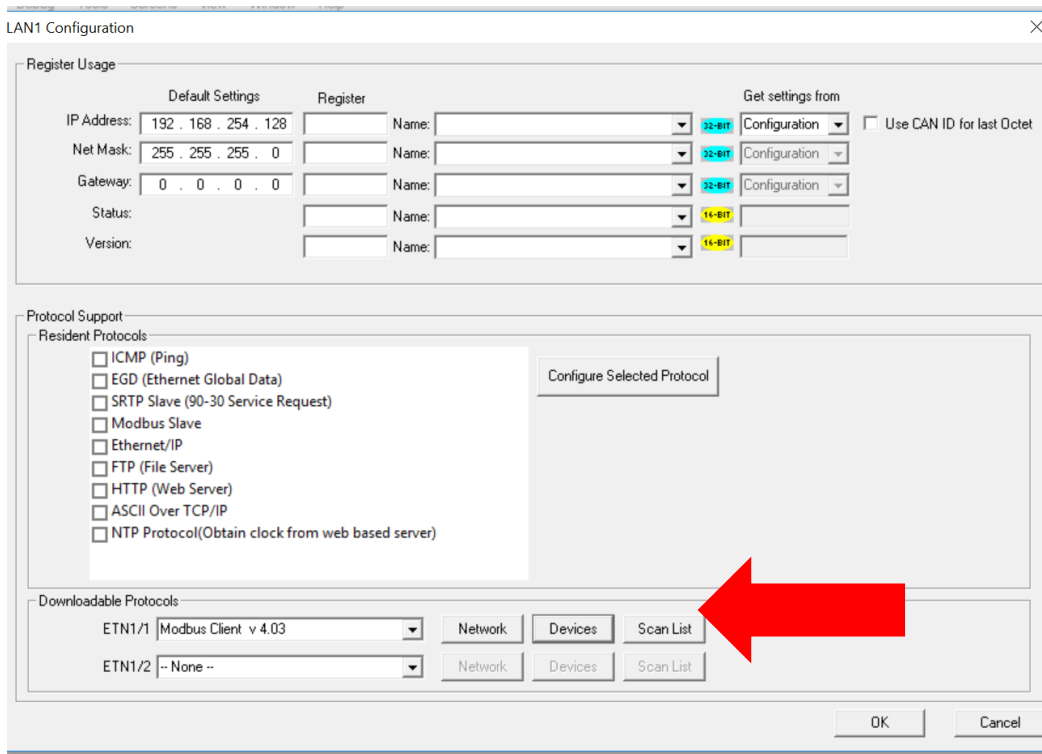 Debug Tools Screens View Window Help
LAN1 Configuration
Register Usage
Default Settings Register Get settings from
IP Address: 192 . 168 . 254 . 128 Name: 32-BIT Configuration Use CAN ID for last Octet
Net Mask: 255 . 255 . 255 . 0 Name: 32-BIT Configuration
Gateway: 0 . 0 . 0 . 0 Name: 32-BIT Configuration
Status: Name: 16-BIT
Version: Name: 16-BIT
Protocol Support
Resident Protocols
ICMP (Ping)
EGD (Ethernet Global Data) Configure Selected Protocol
SRTP Slave (90-30 Service Request)
Modbus Slave
Ethernet/IP
FTP (File Server)
HTTP (Web Server)
ASCII Over TCP/IP
NTP Protocol(Obtain clock from web based server)
Downloadable Protocols
ETN1/1 Modbus Client v 4.03 Network Devices Scan List
ETN1/2 -- None -- Network Devices Scan List
OK Cancel